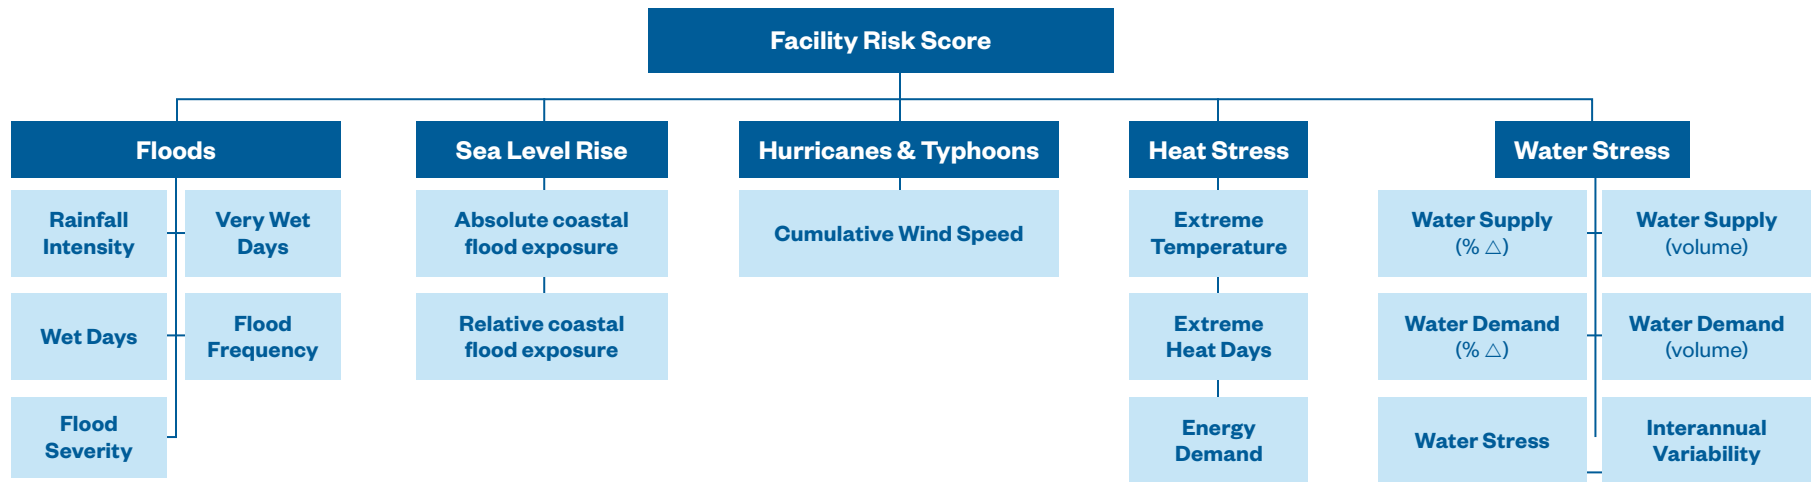 Facility Risk Score
Floods
Sea Level Rise
Hurricanes & Typhoons
Heat Stress
Water Stress
Rainfall
Intensity
Very Wet
Days
Wet Days
Flood
Frequency
Flood
Severity
Absolute coastal
flood exposure
Relative coastal
flood exposure
Cumulative Wind Speed
Extreme
Temperature
Extreme
Heat Days
Energy
Demand
Water Supply
(% △)
Water Supply
(volume)
Water Demand
(% △)
Water Demand
(volume)
Water Stress
Interannual
Variability